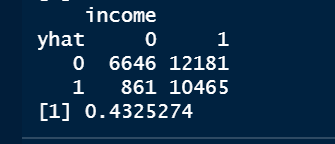 income
yhat 0 1
0 6646 12181
1 861 10465
[1] 0.4325274